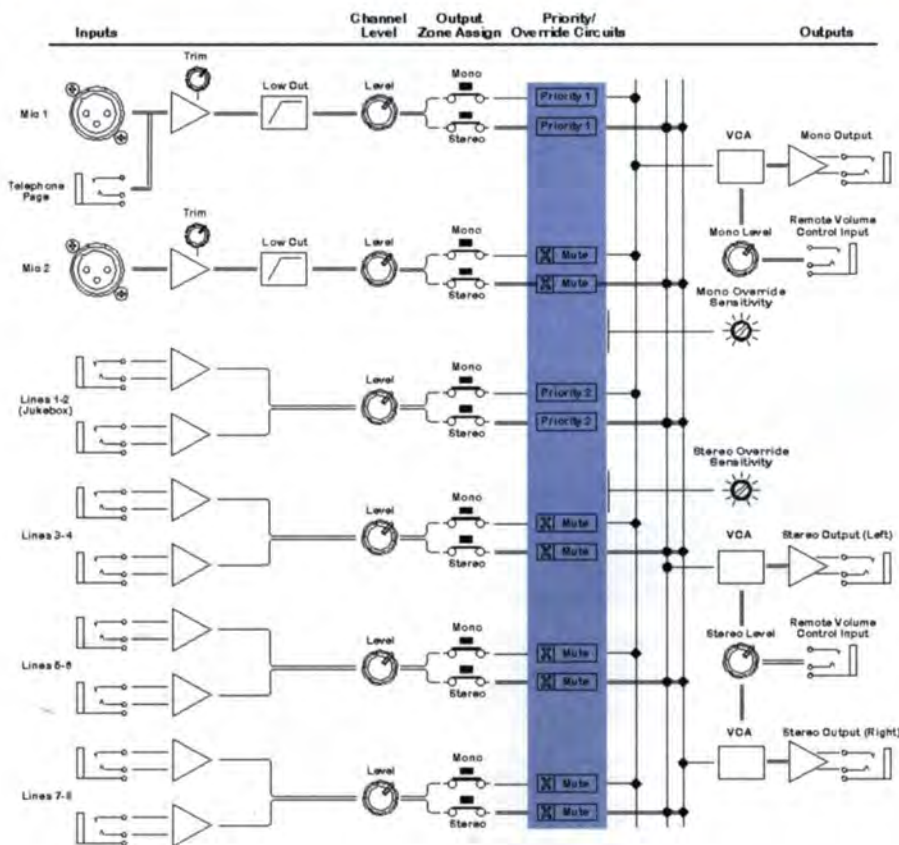 Inputs
Channel Level
Output Zone Assign
Priority/ Override Circuits
Outputs
Trim
Low Cut
Level
Mono
Stereo
Mic 1
Priority 1
Priority 1
Telephone Page
VCA
Mono Output
Trim
Low Cut
Level
Mono
Stereo
Mic 2
Mute
Mute
Mono Level
Remote Volume Control Input
Mono Override Sensitivity
Lines 1-2 (Jukebox)
Level
Mono
Stereo
Priority 2
Priority 2
Stereo Override Sensitivity
Lines 3-4
Level
Mono
Stereo
Mute
Mute
VCA
Stereo Output (Left)
Lines 5-6
Level
Mono
Stereo
Mute
Mute
Stereo Level
Remote Volume Control Input
VCA
Stereo Output (Right)
Lines 7-8
Level
Mono
Stereo
Mute
Mute